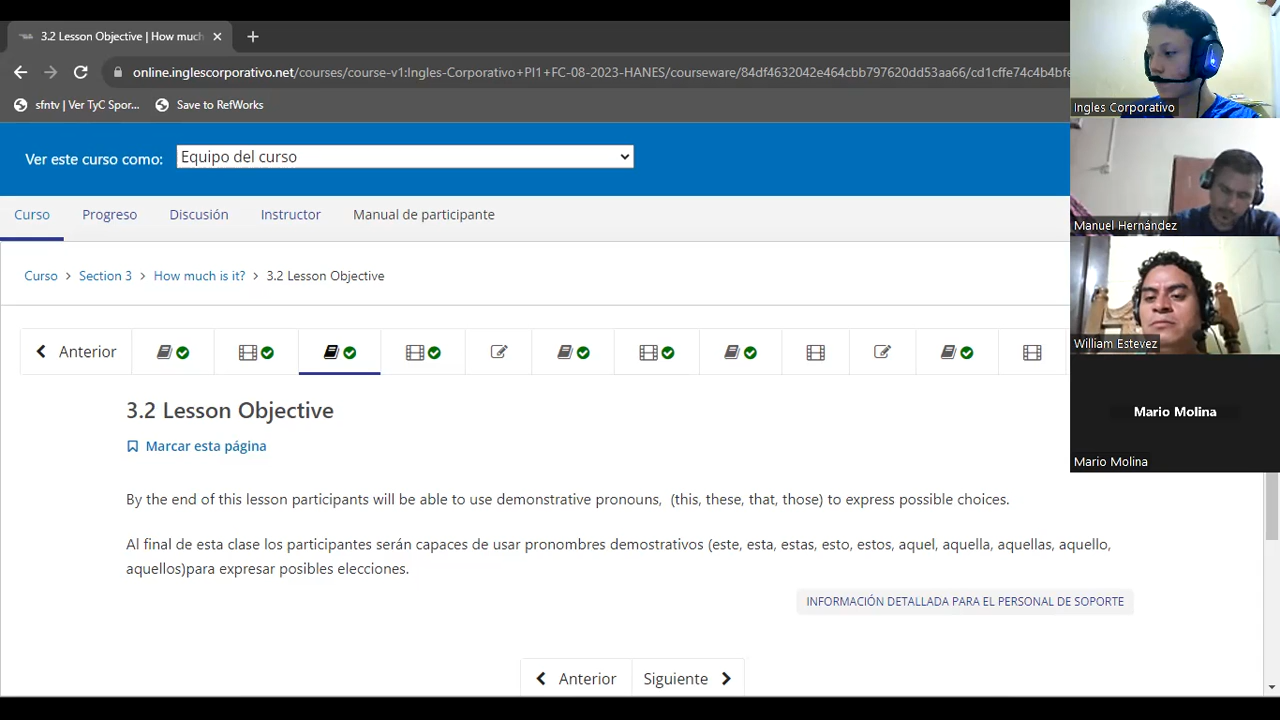 3.2 Lesson Objective | How much
online.inglescorporativo.net/courses/course-v1:Ingles-Corporativo+PI1+FC-08-2023-HANES/courseware/84df4632042e464cbb797620dd53aa66/cd1cffe74c4b4bfe
sfntv | Ver TyC Spor...
Save to RefWorks
Ver este curso como:
Equipo del curso
Curso
Progreso
Discusión
Instructor
Manual de participante
Curso > Section 3 > How much is it? > 3.2 Lesson Objective
Anterior
3.2 Lesson Objective
Marcar esta página
By the end of this lesson participants will be able to use demonstrative pronouns, (this, these, that, those) to express possible choices.
Al final de esta clase los participantes serán capaces de usar pronombres demostrativos (este, esta, estas, esto, estos, aquel, aquella, aquellas, aquello,
aquellos)para expresar posibles elecciones.
INFORMACIÓN DETALLADA PARA EL PERSONAL DE SOPORTE
Anterior
Siguiente
Ingles Corporativo
Manuel Hernández
William Estevez
Mario Molina
Mario Molina